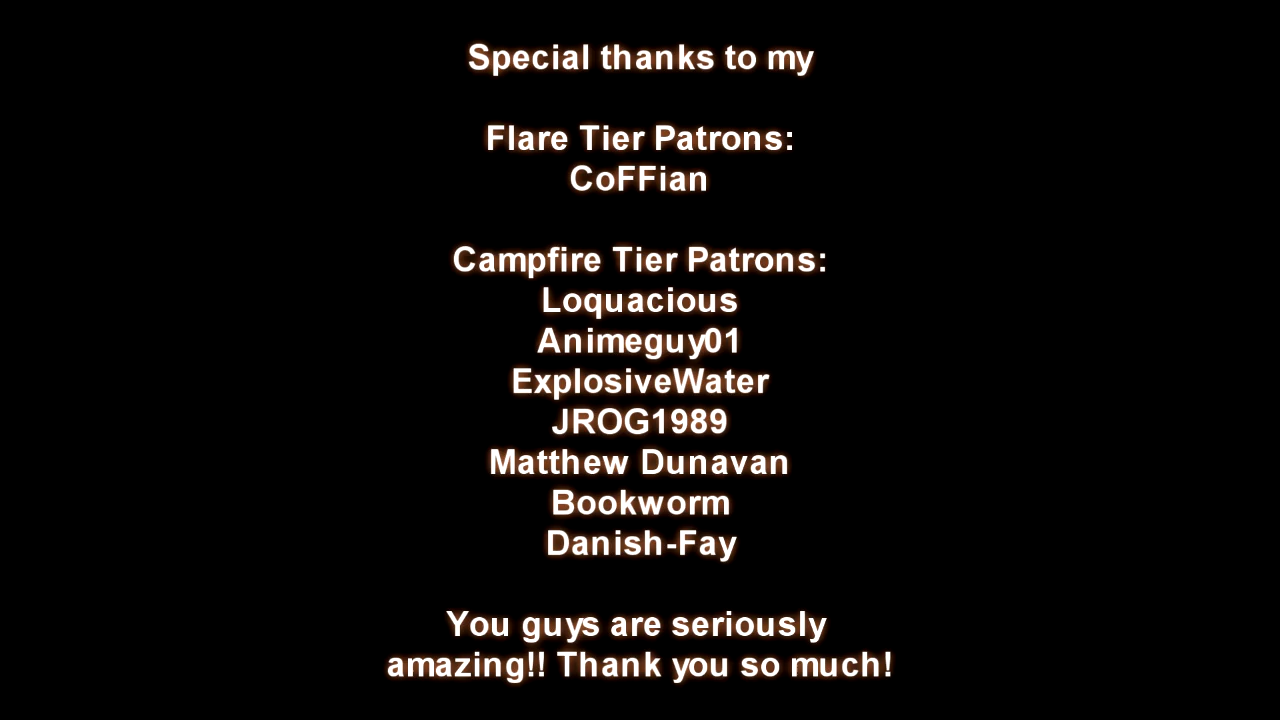 Special thanks to my
Flare Tier Patrons:
CoFFian
Campfire Tier Patrons:
Loquacious
Animeguy01
ExplosiveWater
JROG1989
Matthew Dunavan
Bookworm
Danish-Fay
You guys are seriously
amazing!! Thank you so much!